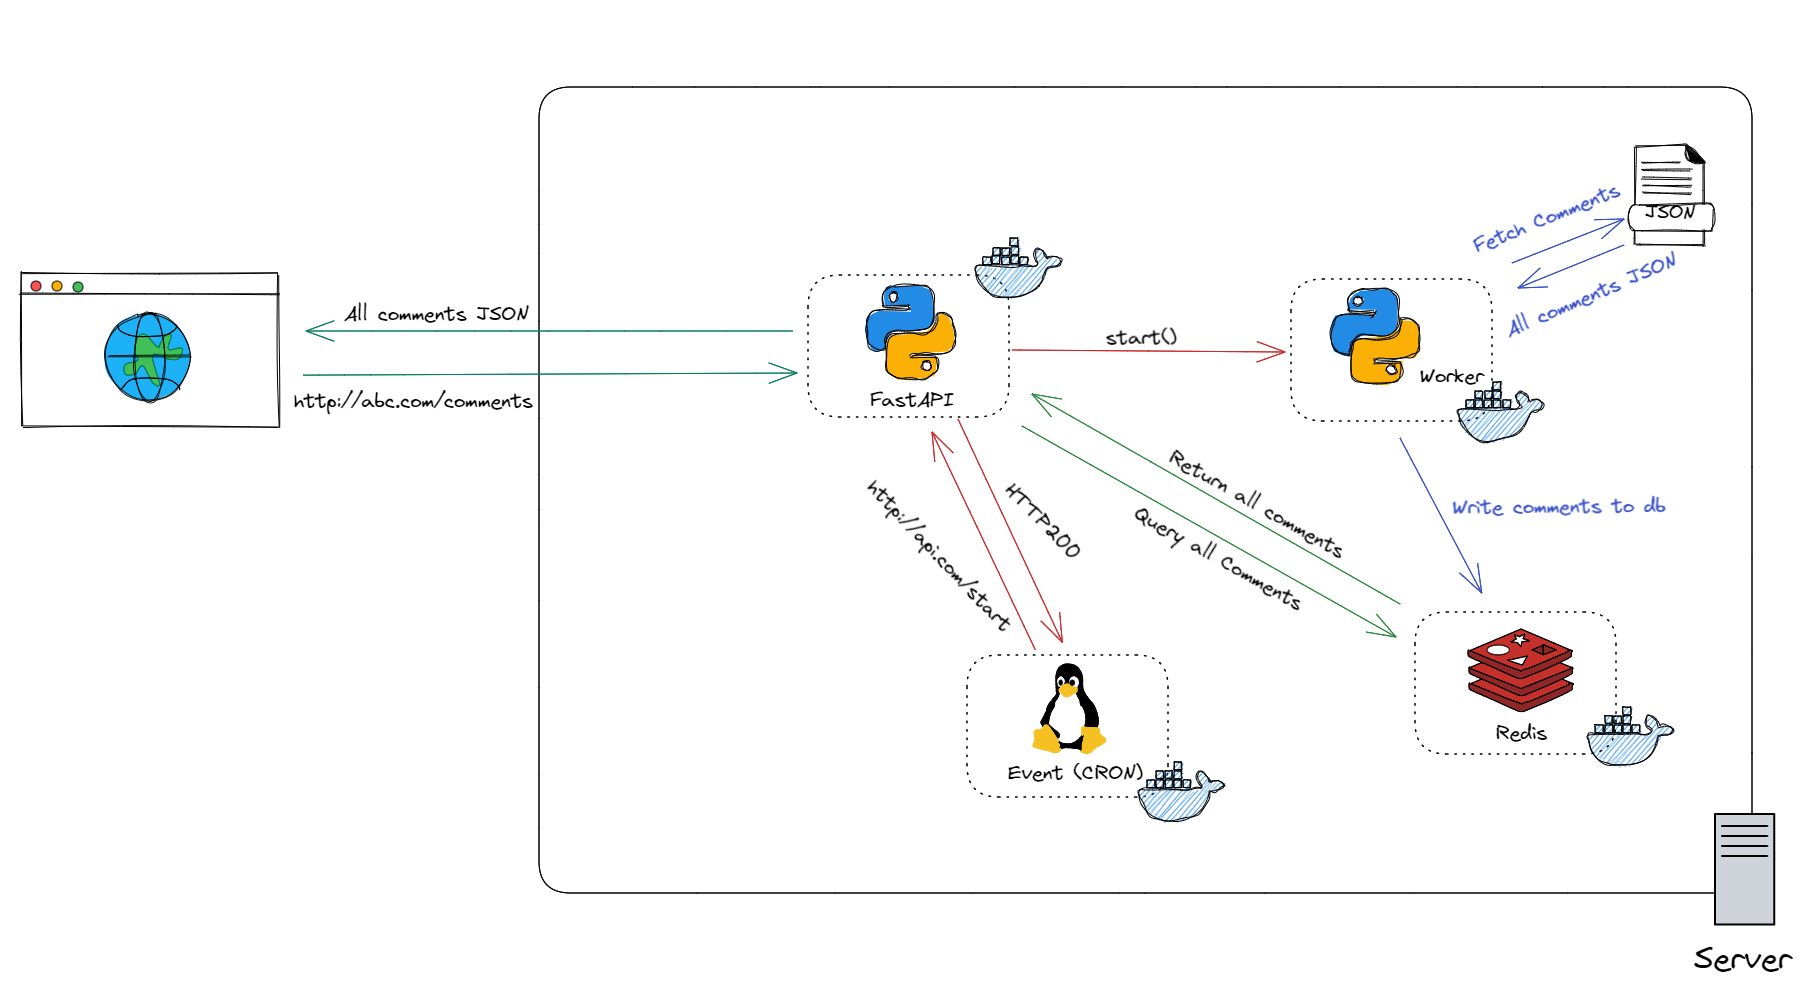 JSON
Fetch Comments
All comments JSON
All comments JSON
http://abc.com/comments
FastAPI
start()
Worker
Return all comments
Query all Comments
Write comments to db
HTTP200
http://api.com/start
Event (CRON)
Redis
Server